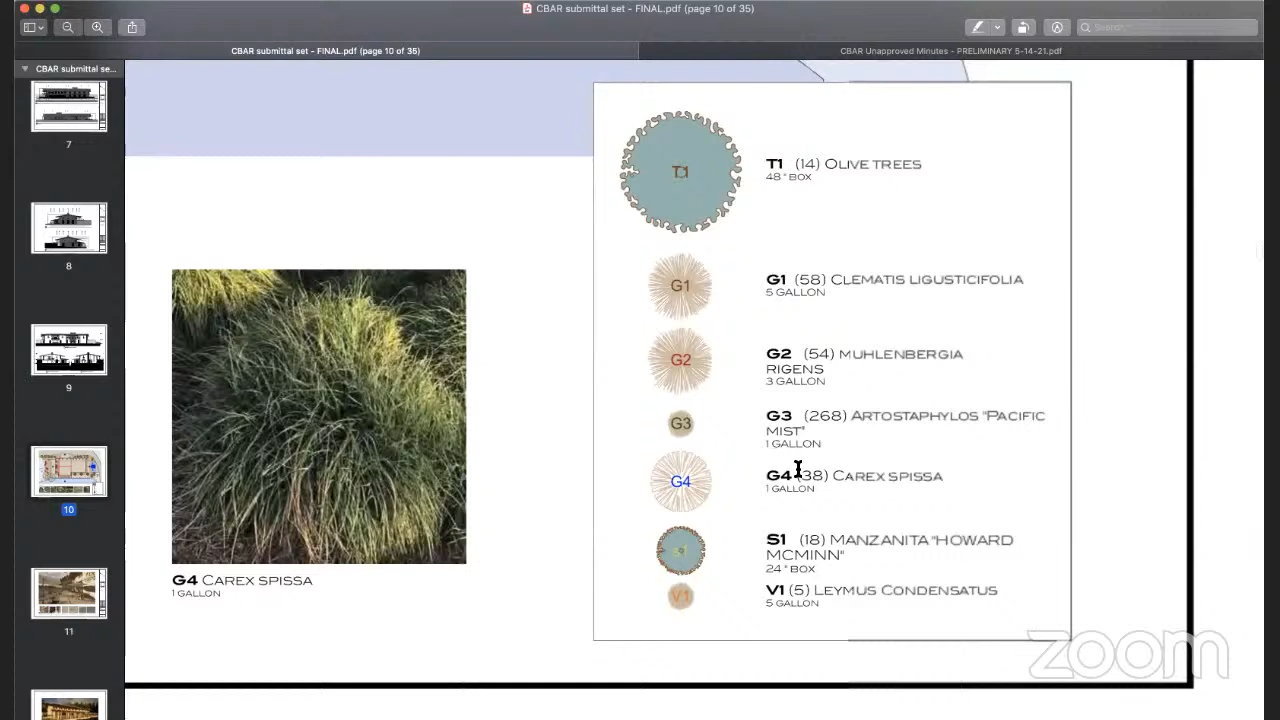 CBAR submittal set - FINAL.pdf (page 10 of 35)
Search
CBAR submittal set - FINAL.pdf (page 10 of 35)
CBAR Unapproved Minutes - PRELIMINARY 5-14-21.pdf
CBAR submittal se...
7
8
9
10
11
T1
T1 (14) OLIVE TREES
48" BOX
G1
G1 (58) CLEMATIS LIGUSTICIFOLIA
5 GALLON
G2
G2 (54) MUHLENBERGIA
RIGENS
3 GALLON
G3
G3 (268) ARTOSTAPHYLOS "PACIFIC
MIST"
1 GALLON
G4
G4 (38) CAREX SPISSA
1 GALLON
S1
S1 (18) MANZANITA "HOWARD
MCMINN"
24" BOX
V1
V1 (5) LEYMUS CONDENSATUS
5 GALLON
G4 CAREX SPISSA
1 GALLON
zoom